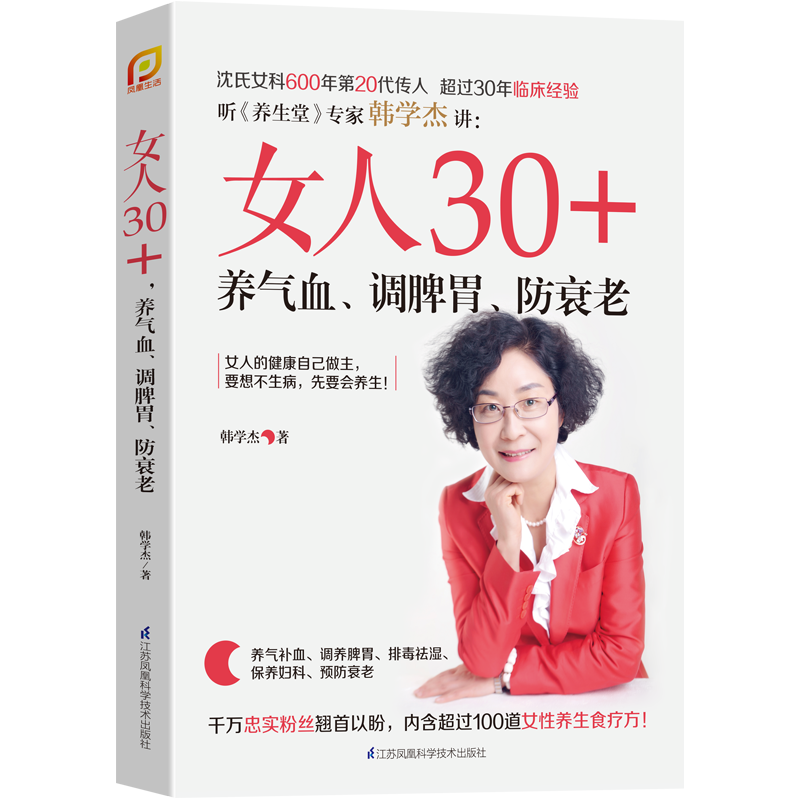 凤凰生活
女人30+，养气血、调脾胃、防衰老
韩学杰/著
江苏凤凰科学技术出版社
沈氏女科600年第20代传人 超过30年临床经验
听《养生堂》专家韩学杰讲：
女人30+
养气血、调脾胃、防衰老
女人的健康自己做主，
要想不生病，先要会养生！
韩学杰 著
养气补血、调养脾胃、排毒祛湿、
保养妇科、预防衰老
千万忠实粉丝翘首以盼，内含超过100道女性养生食疗方！
江苏凤凰科学技术出版社